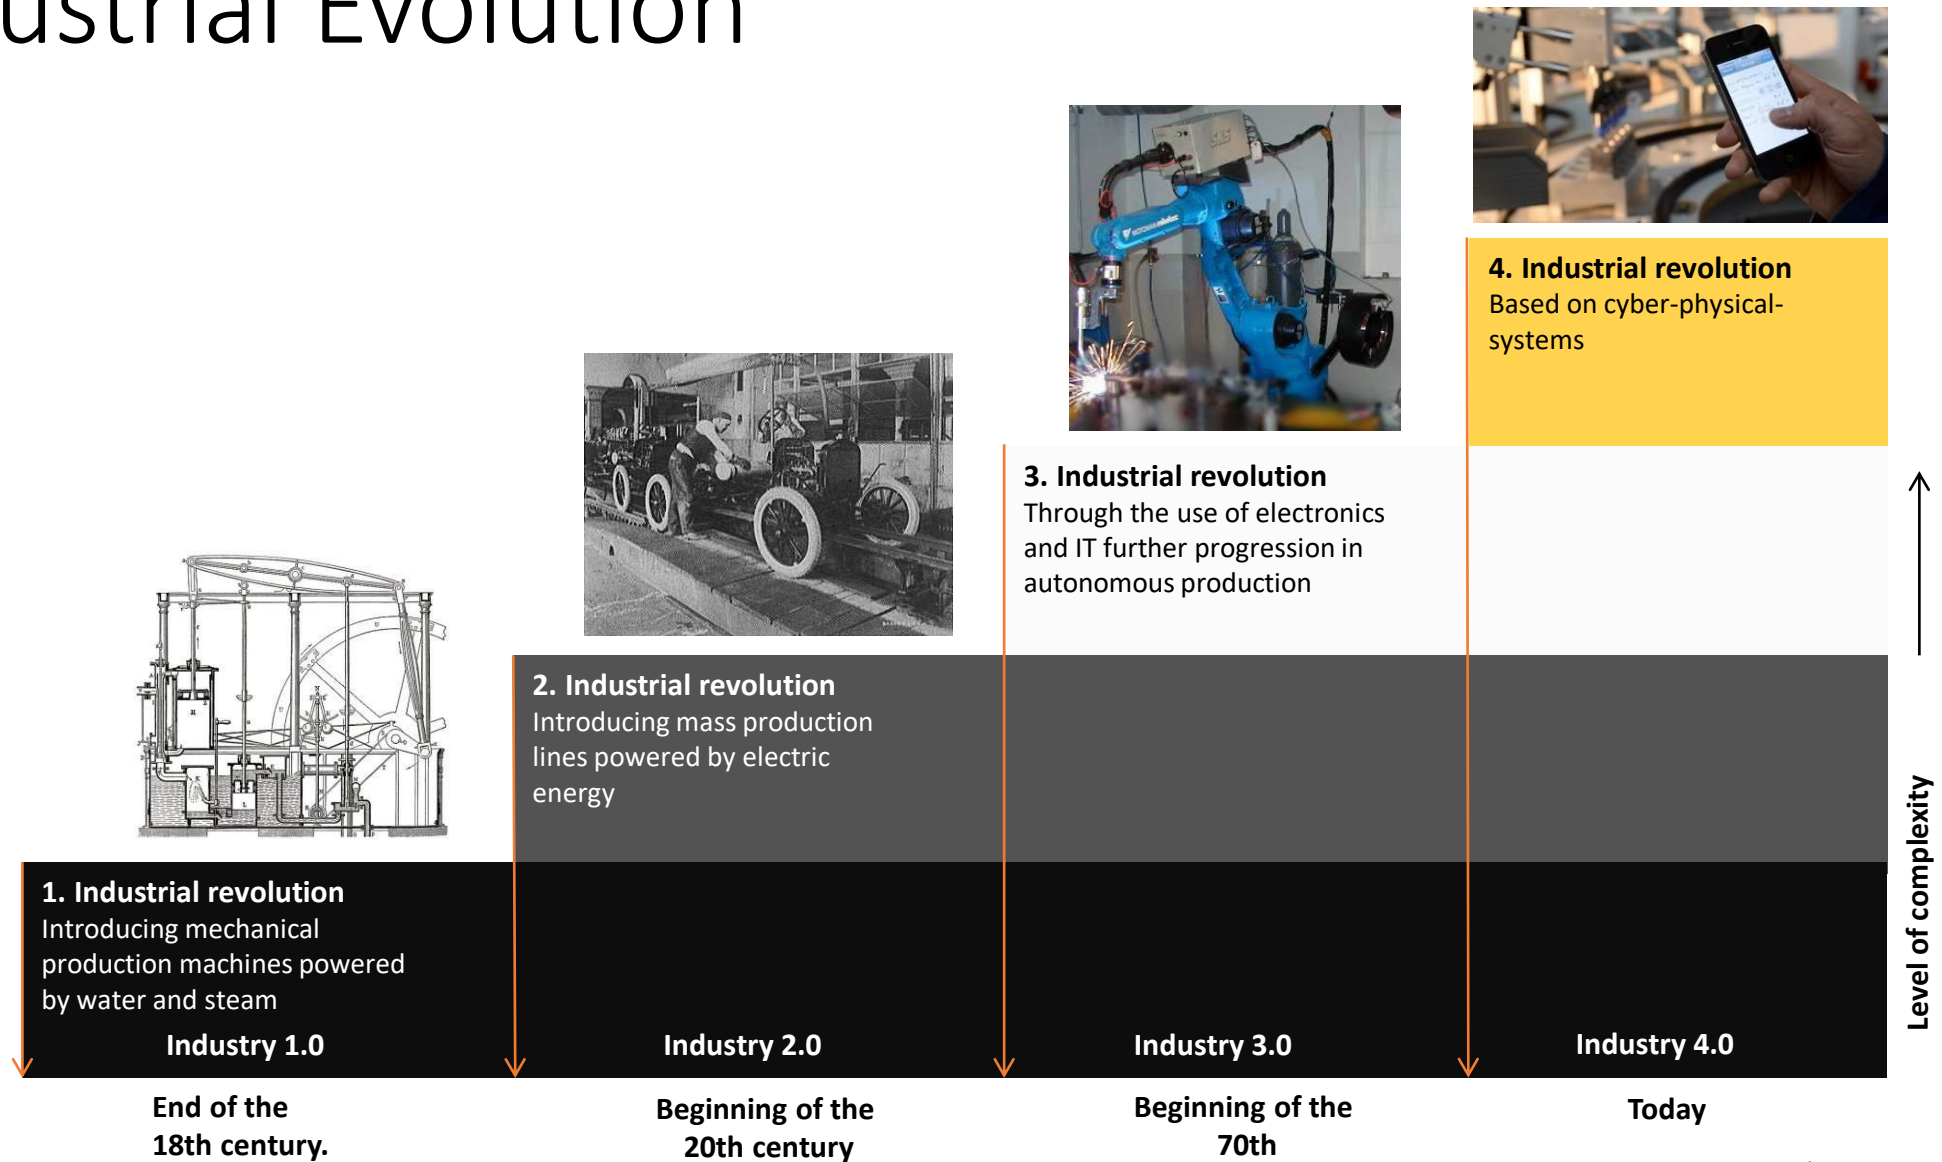 ustrial Evolution
4. Industrial revolution
Based on cyber-physical-
systems
3. Industrial revolution
Through the use of electronics
and IT further progression in
autonomous production
2. Industrial revolution
Introducing mass production
lines powered by electric
energy
1. Industrial revolution
Introducing mechanical
production machines powered
by water and steam
Level of complexity
Industry 1.0
Industry 2.0
Industry 3.0
Industry 4.0
End of the
18th century.
Beginning of the
20th century
Beginning of the
70th
Today